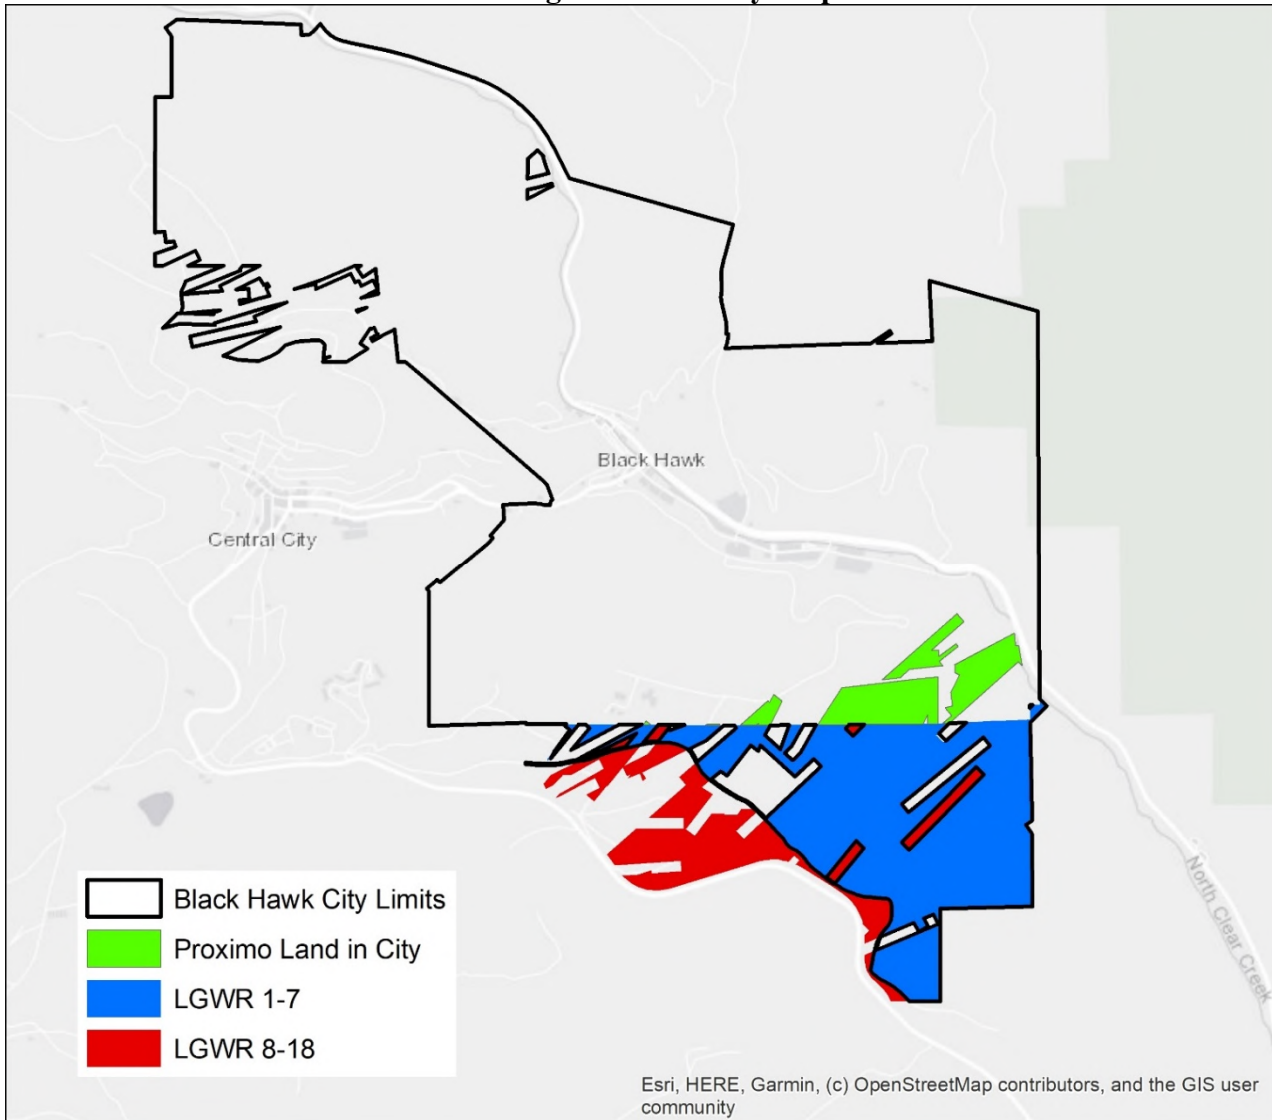 Black Hawk
Central City
North Clear Creek
Black Hawk City Limits
Proximo Land in City
LGWR 1-7
LGWR 8-18
Esri, HERE, Garmin, (c) OpenStreetMap contributors, and the GIS user
community